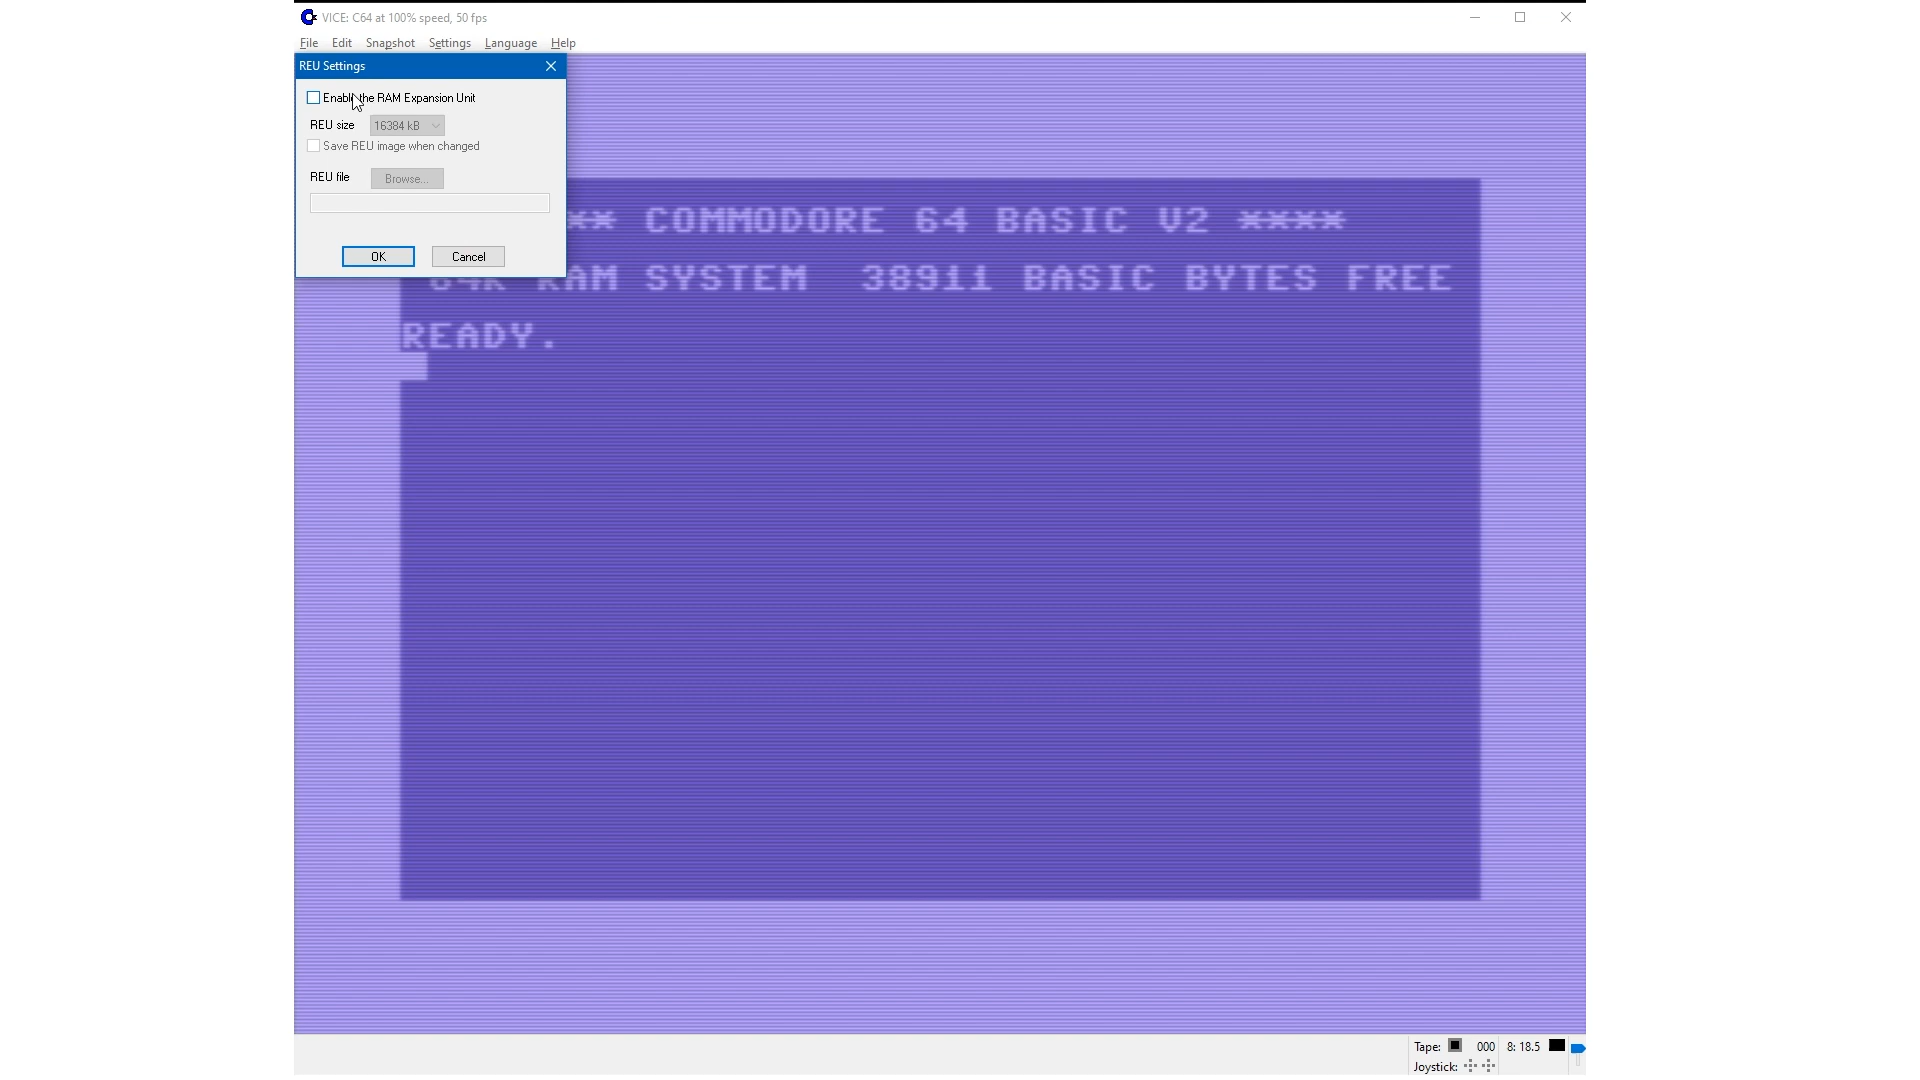 VICE: C64 at 100% speed, 50 fps
File Edit Snapshot Settings Language Help
REU Settings
Enable the RAM Expansion Unit
REU size 16384 kB
Save REU image when changed
REU file Browse...
OK Cancel
** COMMODORE 64 BASIC V2 ****
64K RAM SYSTEM 38911 BASIC BYTES FREE
READY.
Tape: 000 8: 18.5
Joystick: